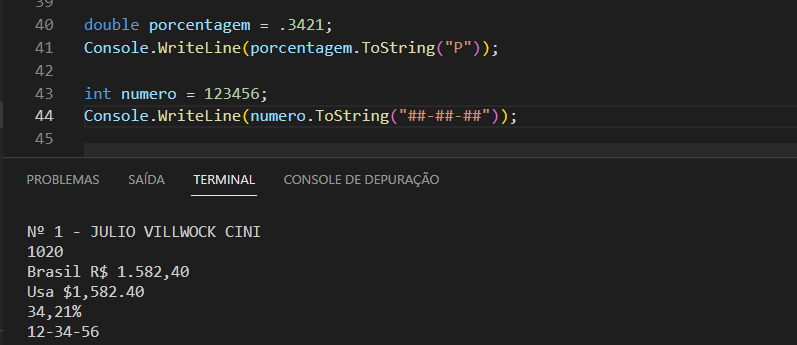 39
40 double porcentagem = .3421;
41 Console.WriteLine(porcentagem.ToString("P"));
42
43 int numero = 123456;
44 Console.WriteLine(numero.ToString("##-##-##"));
45
PROBLEMAS SAÍDA TERMINAL CONSOLE DE DEPURAÇÃO
Nº 1 - JULIO VILLWOCK CINI
1020
Brasil R$ 1.582,40
Usa $1,582.40
34,21%
12-34-56